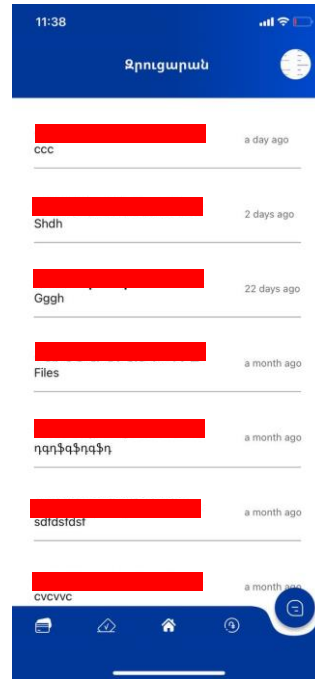 11:38
Զրուցարան
a day ago
ccc
2 days ago
Shdh
22 days ago
Gggh
a month ago
Files
a month ago
դգդֆգֆդգֆդ
a month ago
sdfdsfdsf
a month ago
cvcvvc